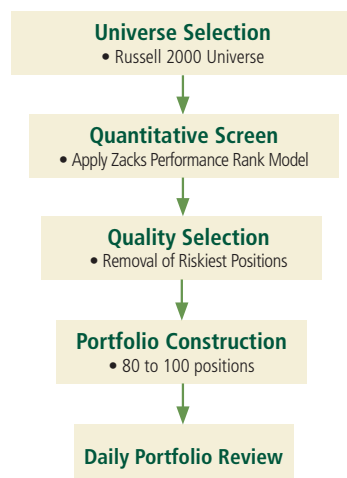 Universe Selection
• Russell 2000 Universe
Quantitative Screen
• Apply Zacks Performance Rank Model
Quality Selection
• Removal of Riskiest Positions
Portfolio Construction
• 80 to 100 positions
Daily Portfolio Review